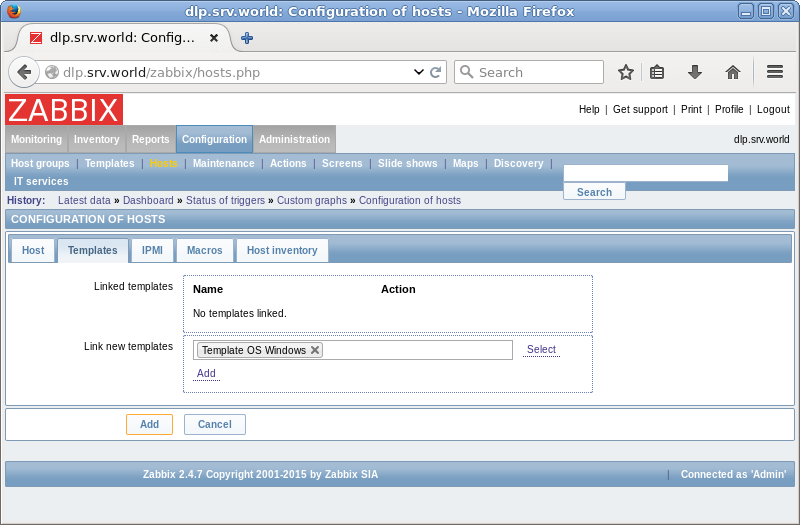 dlp.srv.world: Configuration of hosts - Mozilla Firefox
dlp.srv.world: Config...
dlp.srv.world/zabbix/hosts.php
Search
ZABBIX
Help | Get support | Print | Profile | Logout
Monitoring Inventory Reports Configuration Administration
dlp.srv.world
Host groups | Templates | Hosts | Maintenance | Actions | Screens | Slide shows | Maps | Discovery |
IT services
Search
History: Latest data » Dashboard » Status of triggers » Custom graphs » Configuration of hosts
CONFIGURATION OF HOSTS
Host Templates IPMI Macros Host inventory
Linked templates
Name Action
No templates linked.
Link new templates
Template OS Windows
Select
Add
Add Cancel
Zabbix 2.4.7 Copyright 2001-2015 by Zabbix SIA
| Connected as 'Admin'